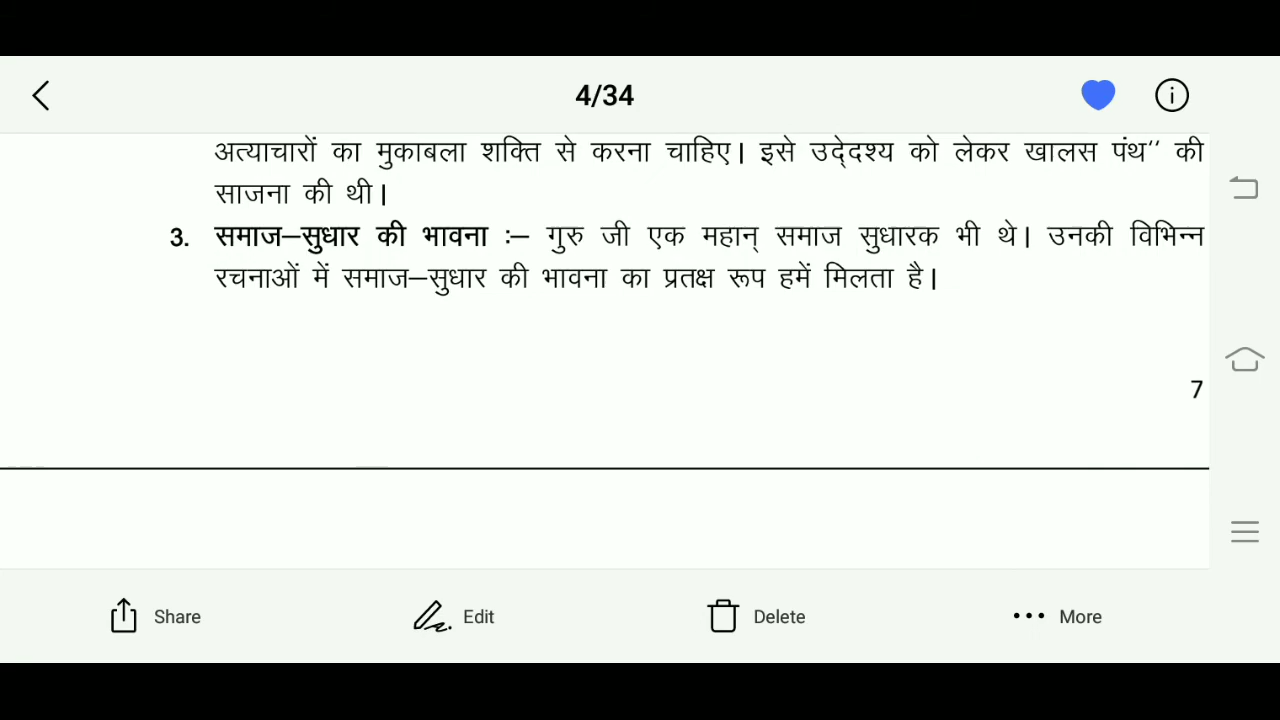 4/34
अत्याचारों का मुकाबला शक्ति से करना चाहिए। इसे उदे्दश्य को लेकर खालस पंथ'' की
साजना की थी।
3. समाज–सुधार की भावना :– गुरु जी एक महान् समाज सुधारक भी थे। उनकी विभिन्न
रचनाओं में समाज–सुधार की भावना का प्रतक्ष रूप हमें मिलता है।
7
Share Edit Delete More